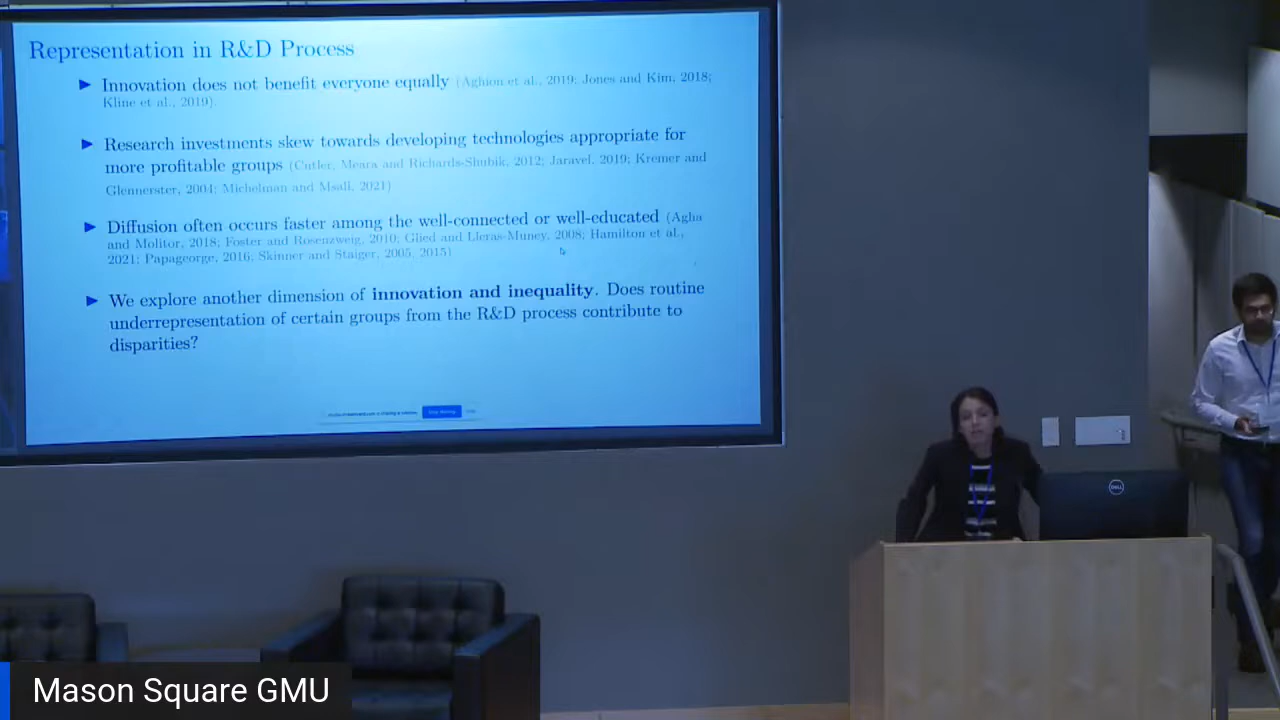 Representation in R&D Process
Innovation does not benefit everyone equally (Aghion et al., 2019; Jones and Kim, 2018;
Kline et al., 2019).
Research investments skew towards developing technologies appropriate for
more profitable groups (Cutler, Meara and Richards-Shubik, 2012; Jaravel, 2019; Kremer and
Glennerster, 2004; Michelman and Msall, 2021)
Diffusion often occurs faster among the well-connected or well-educated (Agha
and Molitor, 2018; Foster and Rosenzweig, 2010; Glied and Lleras-Muney, 2008; Hamilton et al.,
2021; Papageorge, 2016; Skinner and Staiger, 2005, 2015)
We explore another dimension of innovation and inequality. Does routine
underrepresentation of certain groups from the R&D process contribute to
disparities?
DELL
Mason Square GMU